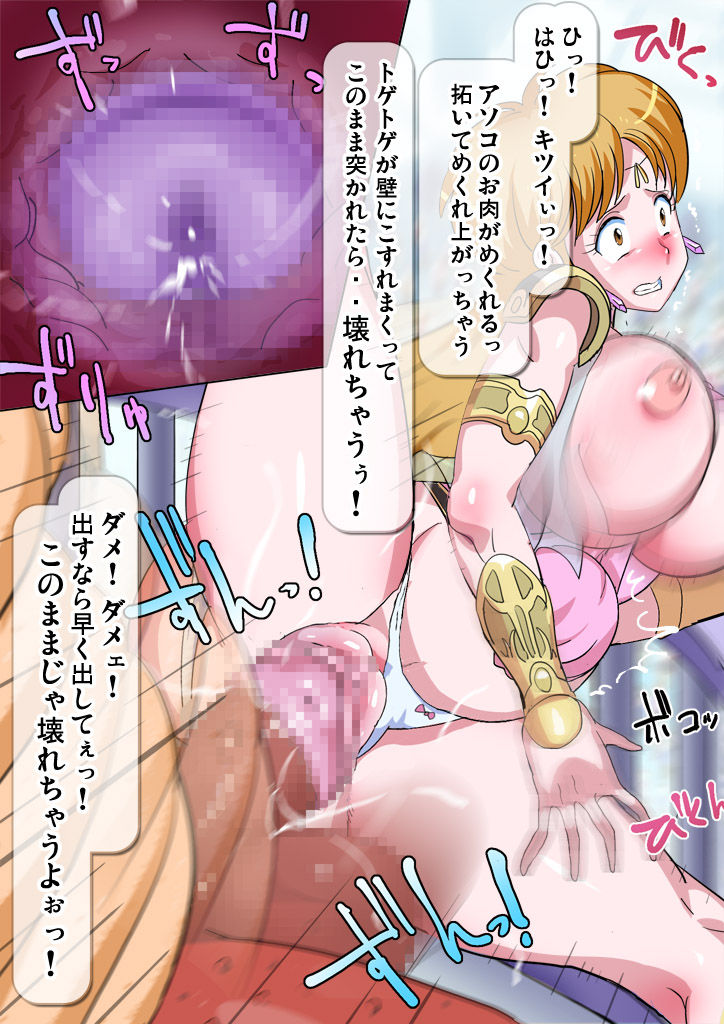 ひっ！
はひっ！キツイぃっ！
アソコのお肉がめくれるっ
拓いてめくれ上がっちゃう
トゲトゲが壁にこすれまくって
このまま突かれたら・・壊れちゃうぅ！
ダメ！ダメェ！
出すなら早く出してぇっ！
このままじゃ壊れちゃうよぉっ！
びくっ
ずっ
ずっ
ずりゅ
ずんっ！
ボコッ
びとん
ずんっ！